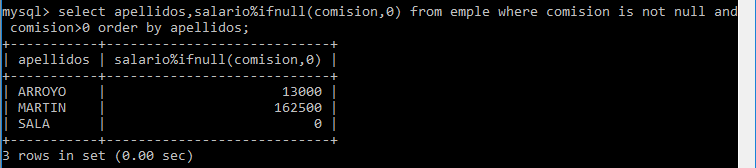 mysql> select apellidos,salario%ifnull(comision,0) from emple where comision is not null and
 comision>0 order by apellidos;
+-----------+----------------------------+
| apellidos | salario%ifnull(comision,0) |
+-----------+----------------------------+
| ARROYO    |                      13000 |
| MARTIN    |                     162500 |
| SALA      |                          0 |
+-----------+----------------------------+
3 rows in set (0.00 sec)